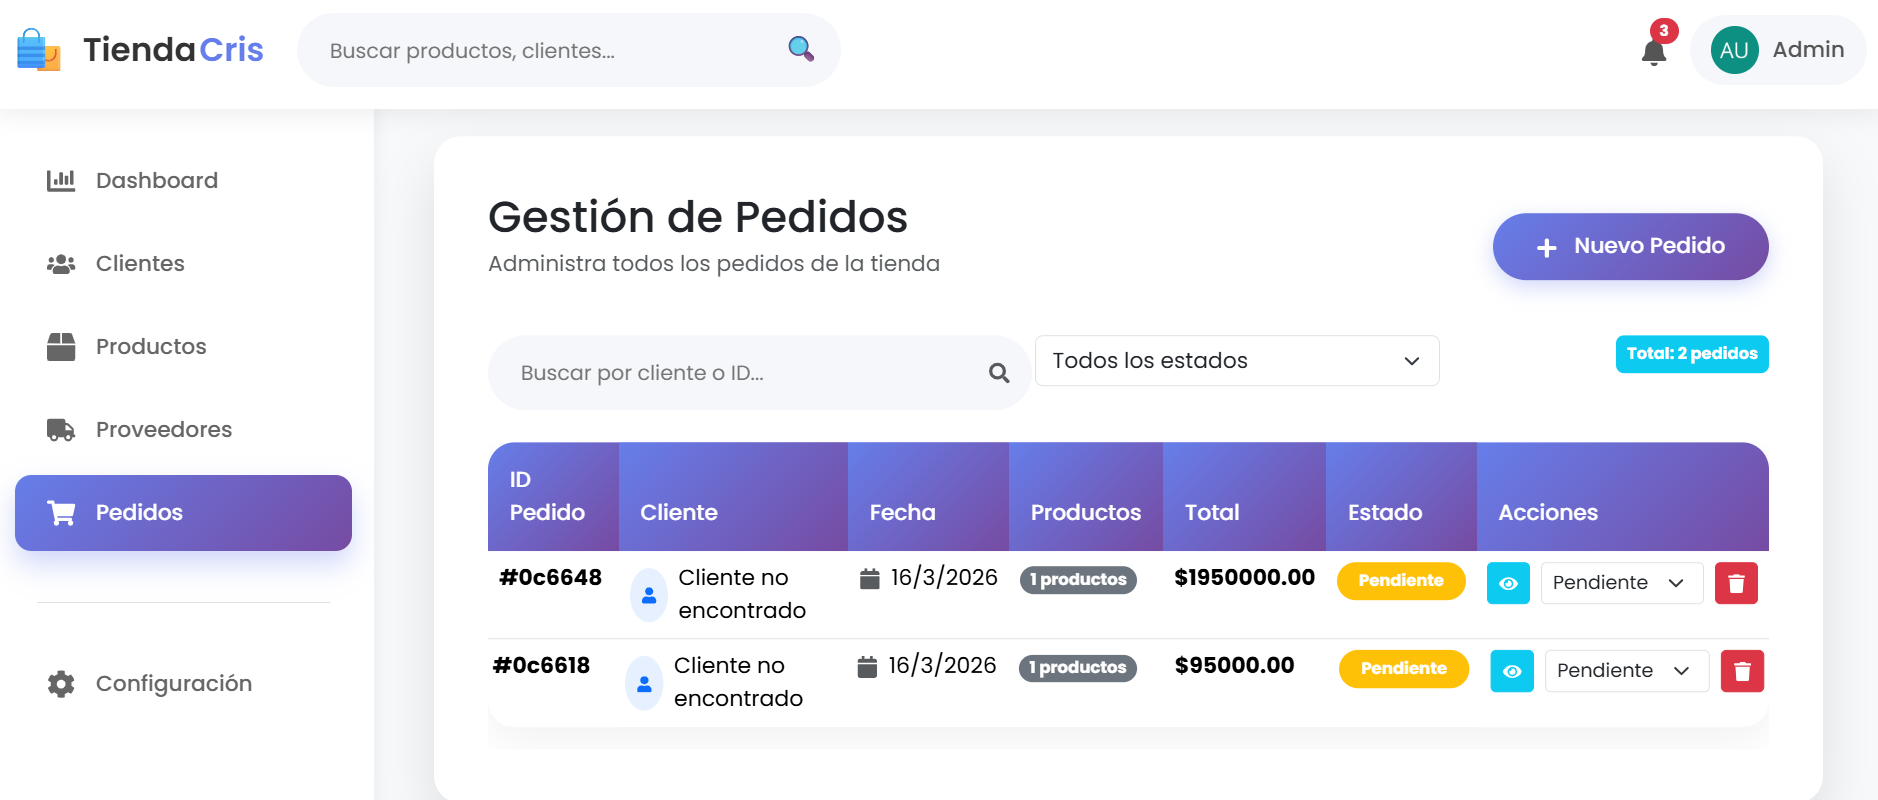 TiendaCris
Buscar productos, clientes...
3
AU
Admin
Dashboard
Clientes
Productos
Proveedores
Pedidos
Configuración
Gestión de Pedidos
Administra todos los pedidos de la tienda
Nuevo Pedido
Buscar por cliente o ID...
Todos los estados
Total: 2 pedidos
ID
Pedido
Cliente
Fecha
Productos
Total
Estado
Acciones
#0c6648
Cliente no
encontrado
16/3/2026
1 productos
$1950000.00
Pendiente
Pendiente
#0c6618
Cliente no
encontrado
16/3/2026
1 productos
$95000.00
Pendiente
Pendiente